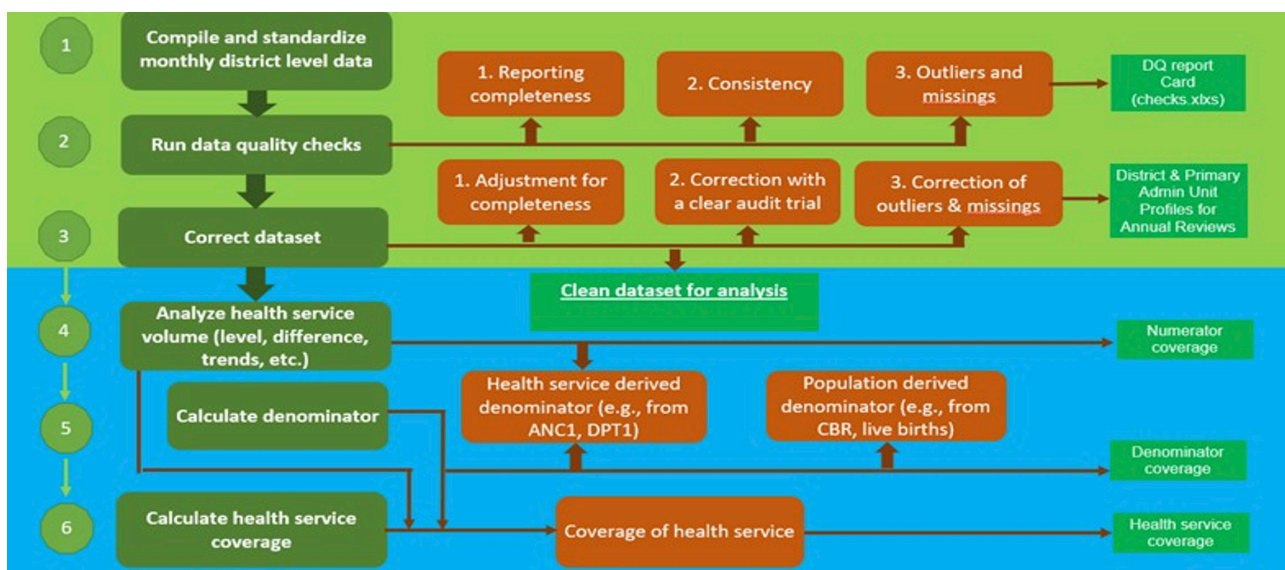 1
Compile and standardize
monthly district level data
1. Reporting
completeness
2. Consistency
3. Outliers and
missings
DQ report
Card
(checks.xlxs)
2
Run data quality checks
1. Adjustment for
completeness
2. Correction with
a clear audit trial
3. Correction of
outliers & missings
District & Primary
Admin Unit
Profiles for
Annual Reviews
3
Correct dataset
Clean dataset for analysis
4
Analyze health service
volume (level, difference,
trends, etc.)
Numerator
coverage
5
Calculate denominator
Health service derived
denominator (e.g., from
ANC1, DPT1)
Population derived
denominator (e.g., from
CBR, live births)
Denominator
coverage
6
Calculate health service
coverage
Coverage of health service
Health service
coverage